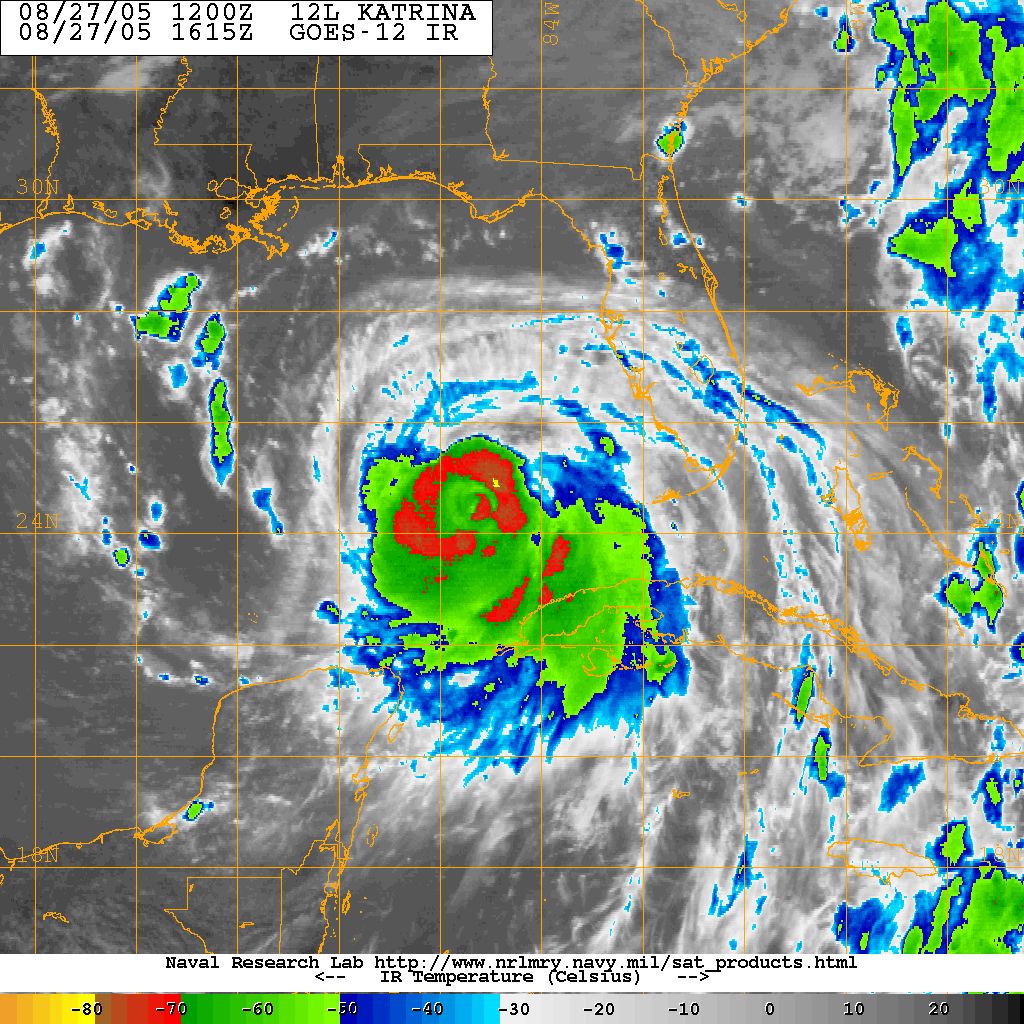 08/27/05 1200Z 12L KATRINA
08/27/05 1615Z GOES-12 IR
84W
30N 30N
24N 24N
18N 18N
Naval Research Lab http://www.nrlmry.navy.mil/sat_products.html
<-- IR Temperature (Celsius) -->
-80 -70 -60 -50 -40 -30 -20 -10 0 10 20